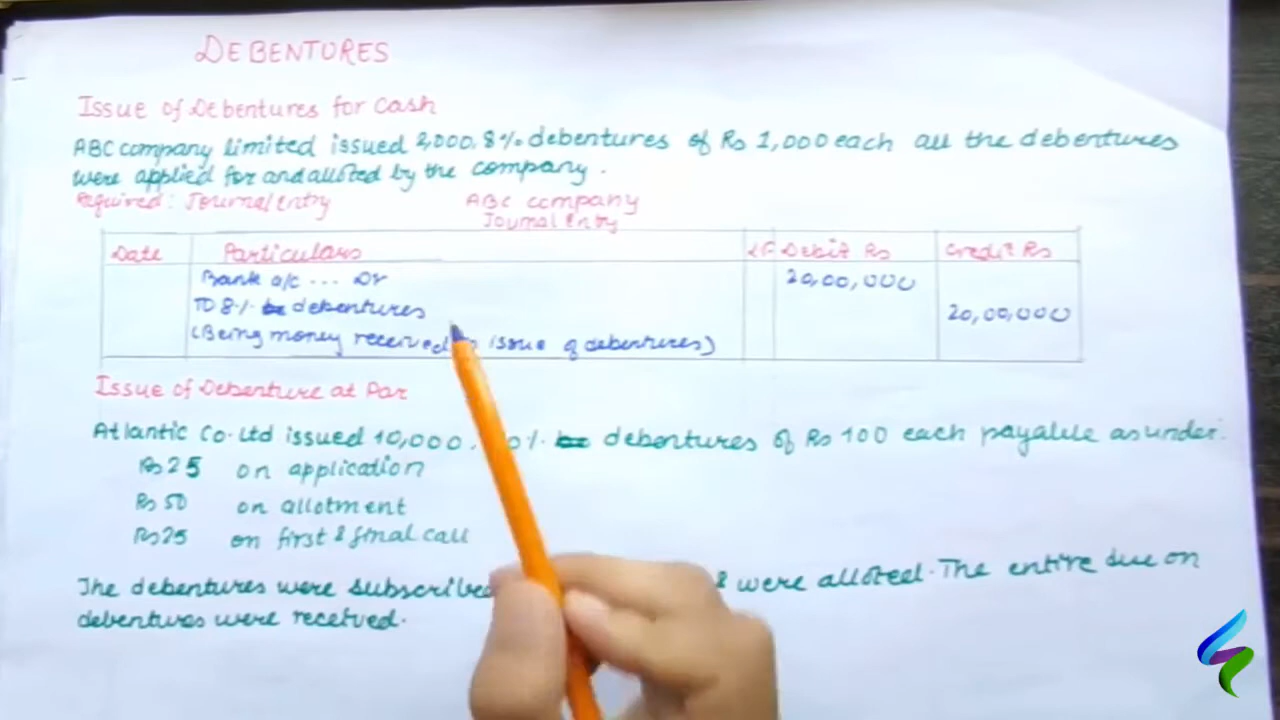 DEBENTURES
Issue of Debentures for Cash
ABC company limited issued 2,000, 8% debentures of Rs 1,000 each all the debentures
were applied for and alloted by the company.
Required: Journal Entry ABC company
Journal Entry
Date Particulars LF Debit Rs Credit Rs
Bank a/c ... Dr 20,00,000
TO 8% debentures 20,00,000
(Being money received issue of debentures)
Issue of Debenture at Par
Atlantic Co. Ltd issued 10,000, 0% debentures of Rs 100 each payable as under.
Rs 25 on application
Rs 50 on allotment
Rs 25 on first & final call
The debentures were subscribed & were alloted. The entire due on
debentures were received.